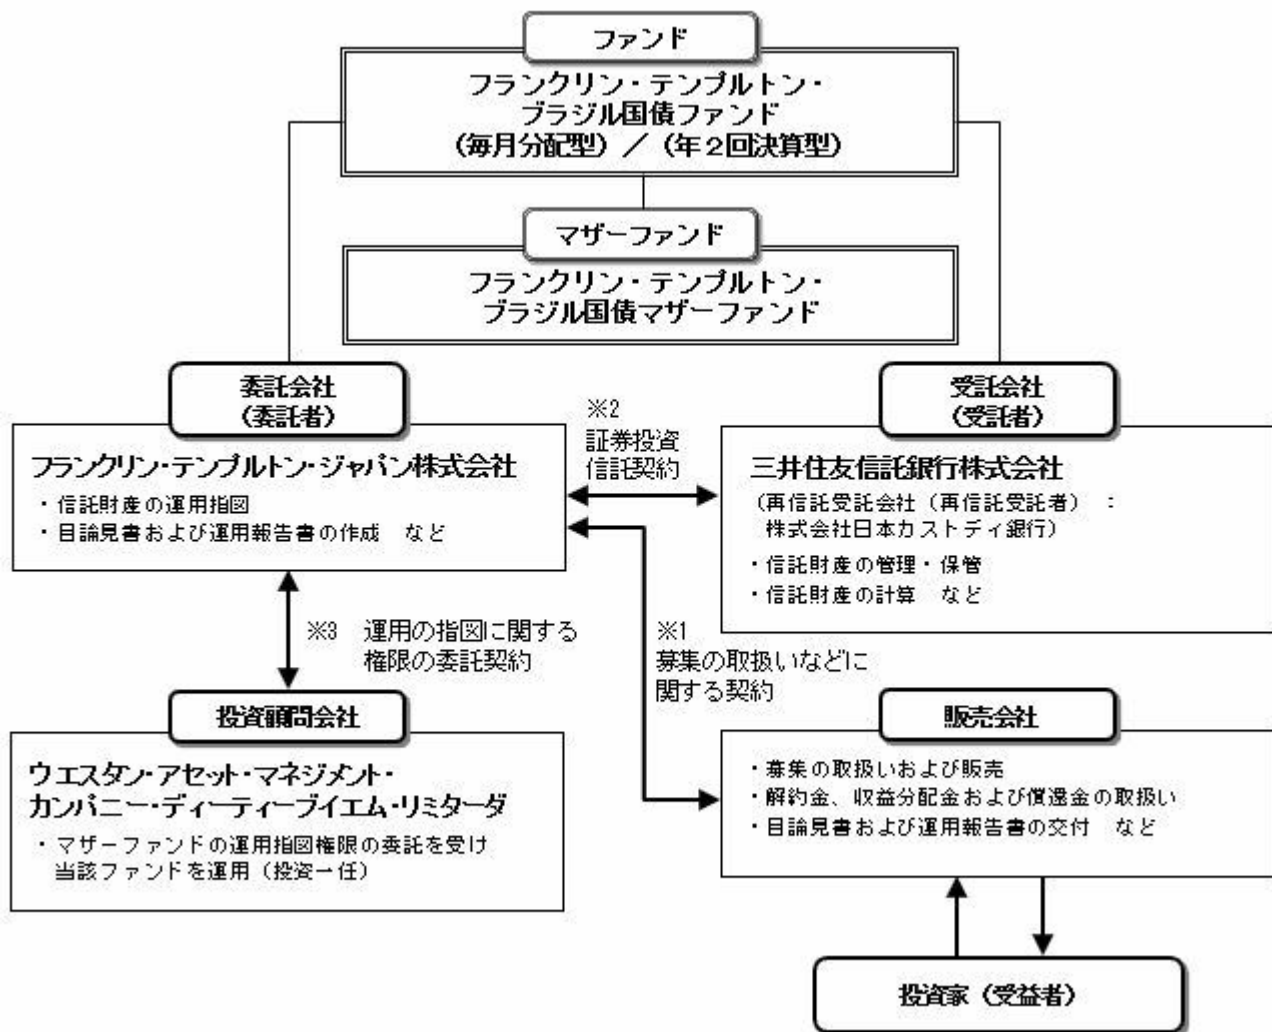 ファンド
フランクリン・テンプルトン・
ブラジル国債ファンド
(毎月分配型)／(年２回決算型)
マザーファンド
フランクリン・テンプルトン・
ブラジル国債マザーファンド
委託会社
(委託者)
フランクリン・テンプルトン・ジャパン株式会社
・信託財産の運用指図
・目論見書および運用報告書の作成　など
※2
証券投資
信託契約
受託会社
(受託者)
三井住友信託銀行株式会社
(再信託受託会社（再信託受託者）：
株式会社日本カストディ銀行)
・信託財産の管理・保管
・信託財産の計算　など
※3　運用の指図に関する
権限の委託契約
※1
募集の取扱いなどに
関する契約
投資顧問会社
ウエスタン・アセット・マネジメント・
カンパニー・ディーティーブイエム・リミターダ
・マザーファンドの運用指図権限の委託を受け
当該ファンドを運用（投資一任）
販売会社
・募集の取扱いおよび販売
・解約金、収益分配金および償還金の取扱い
・目論見書および運用報告書の交付　など
投資家（受益者）